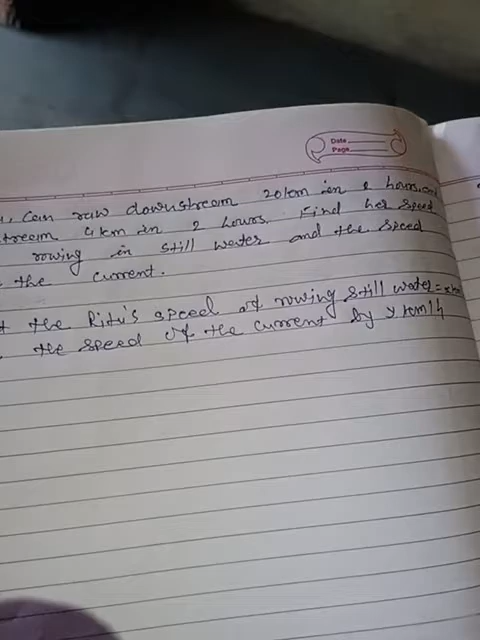 Date
Page
Can raw downstream 20 km in 2 hours, and
stream 4 km in 2 hours. Find her speed
rowing in still water and the speed
the current.
the Ritu's speed of rowing still water = x km
the speed of the current by y km/h